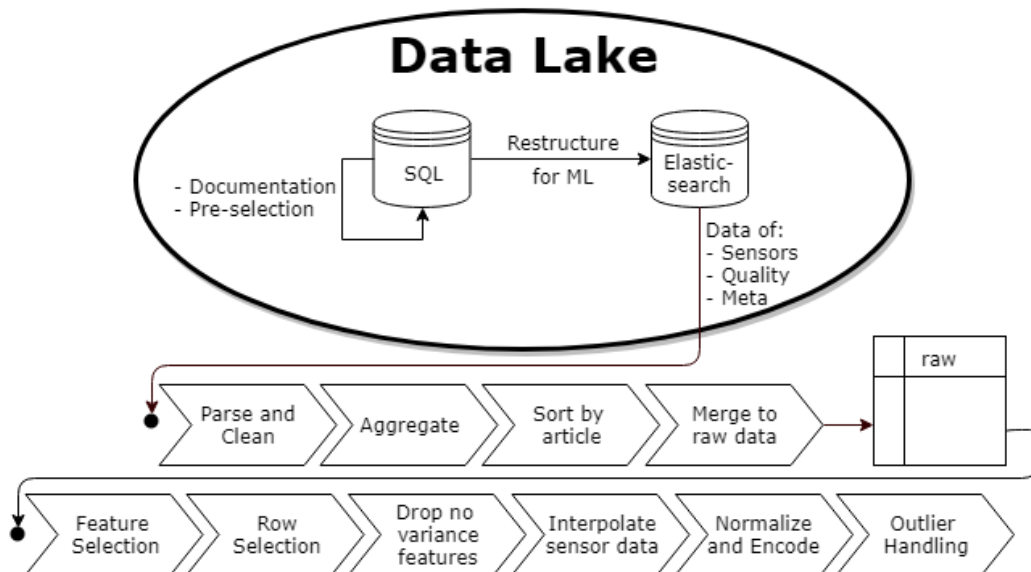 Data Lake
SQL
- Documentation
- Pre-selection
Restructure
for ML
Elastic-
search
Data of:
- Sensors
- Quality
- Meta
Parse and
Clean
Aggregate
Sort by
article
Merge to
raw data
raw
Feature
Selection
Row
Selection
Drop no
variance
features
Interpolate
sensor data
Normalize
and Encode
Outlier
Handling